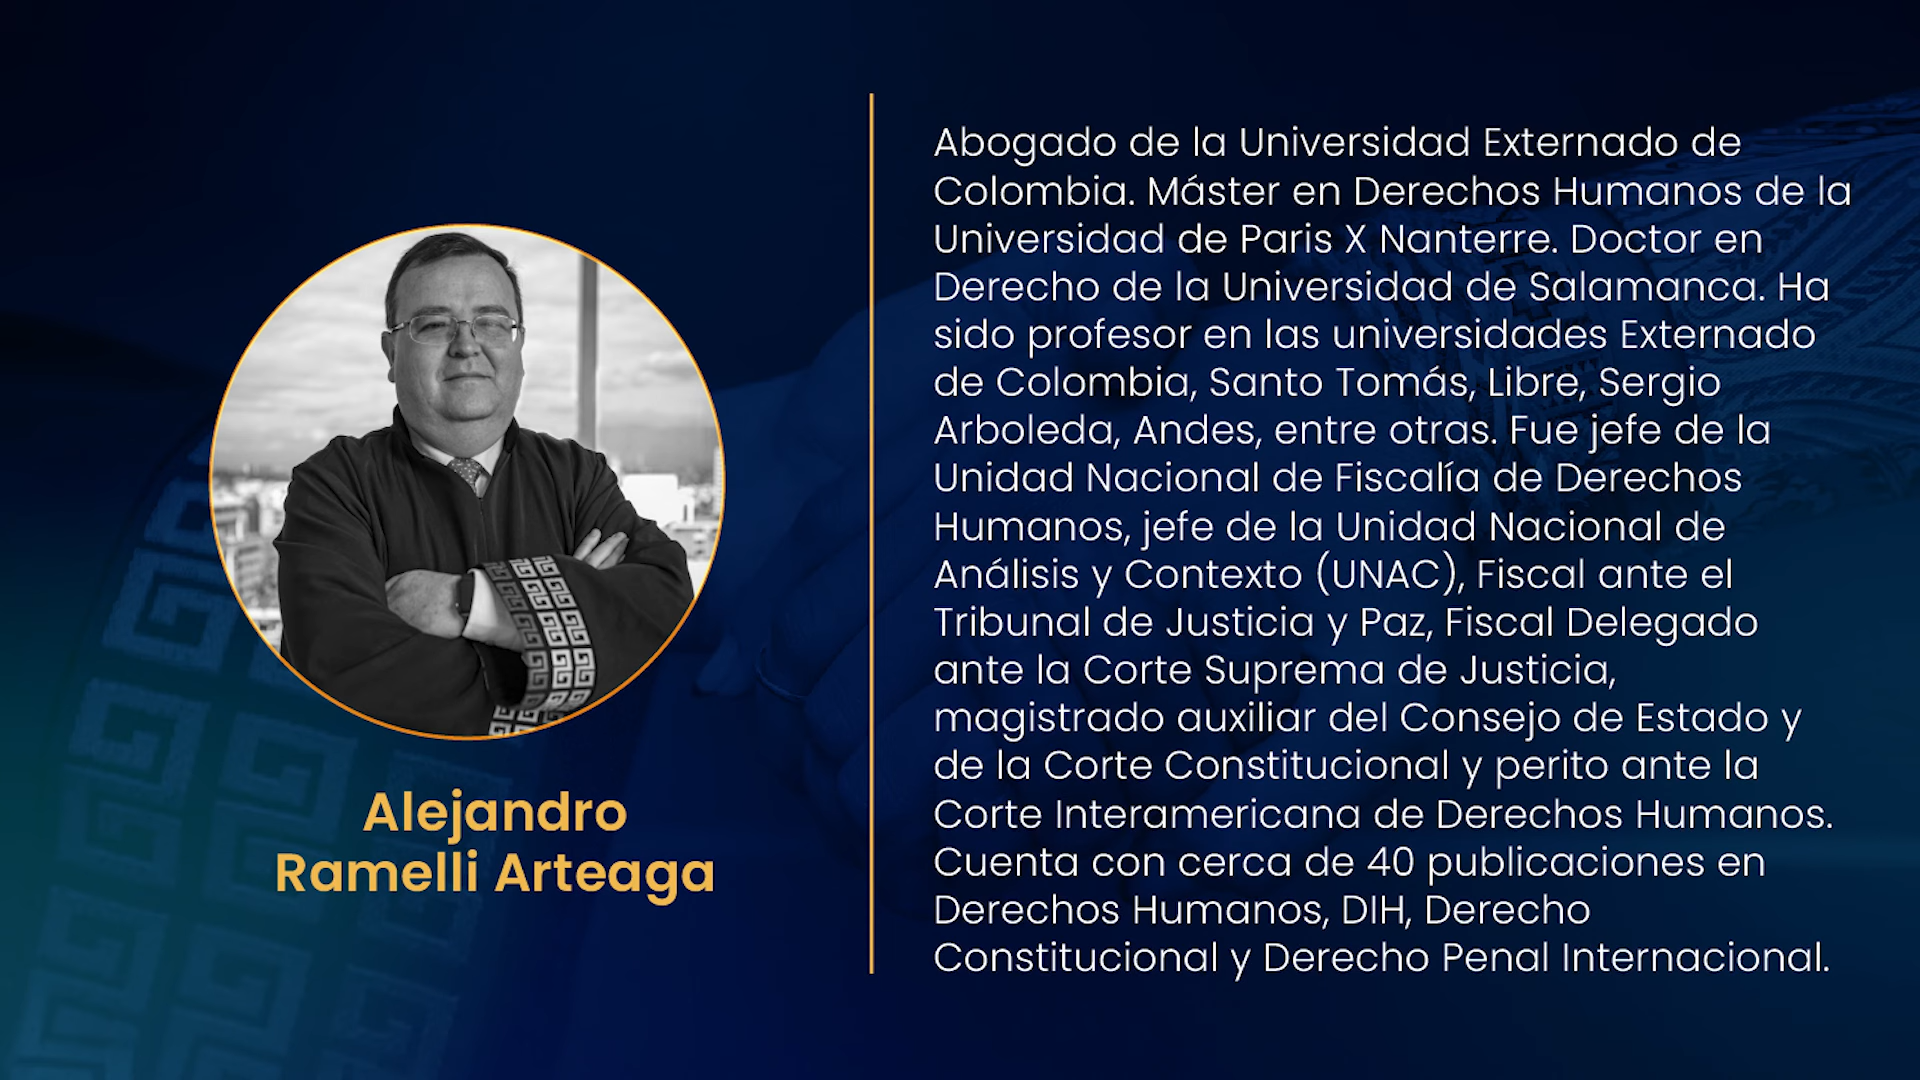 Alejandro
Ramelli Arteaga
Abogado de la Universidad Externado de
Colombia. Máster en Derechos Humanos de la
Universidad de Paris X Nanterre. Doctor en
Derecho de la Universidad de Salamanca. Ha
sido profesor en las universidades Externado
de Colombia, Santo Tomás, Libre, Sergio
Arboleda, Andes, entre otras. Fue jefe de la
Unidad Nacional de Fiscalía de Derechos
Humanos, jefe de la Unidad Nacional de
Análisis y Contexto (UNAC), Fiscal ante el
Tribunal de Justicia y Paz, Fiscal Delegado
ante la Corte Suprema de Justicia,
magistrado auxiliar del Consejo de Estado y
de la Corte Constitucional y perito ante la
Corte Interamericana de Derechos Humanos.
Cuenta con cerca de 40 publicaciones en
Derechos Humanos, DIH, Derecho
Constitucional y Derecho Penal Internacional.